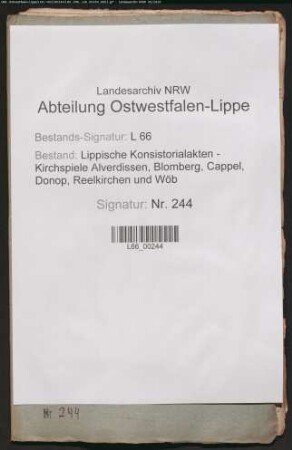 Landesarchiv NRW
Abteilung Ostwestfalen-Lippe
Bestands-Signatur: L 66
Bestand: Lippische Konsistorialakten -
Kirchspiele Alverdissen, Blomberg, Cappel,
Donop, Reelkirchen und Wöb
Signatur: Nr. 244
L66_00244
Nr 244